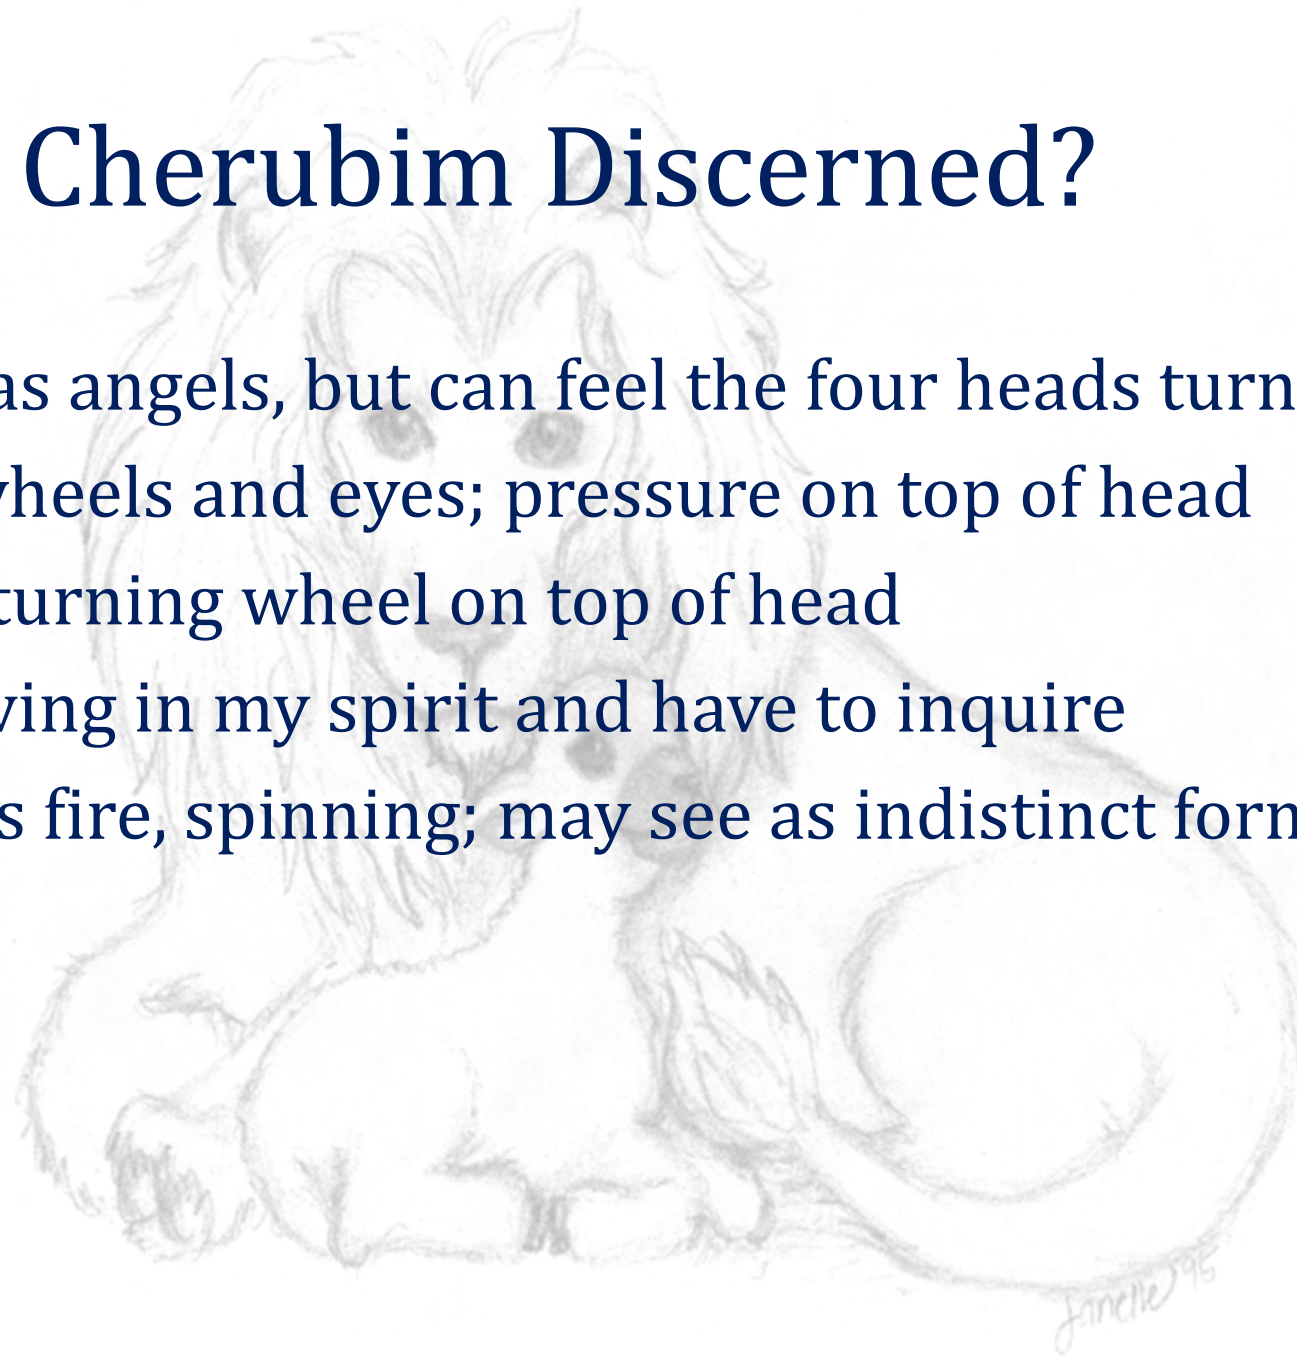 Cherubim Discerned?
as angels, but can feel the four heads turn
wheels and eyes; pressure on top of head
turning wheel on top of head
ving in my spirit and have to inquire
s fire, spinning; may see as indistinct form
Janelle '95